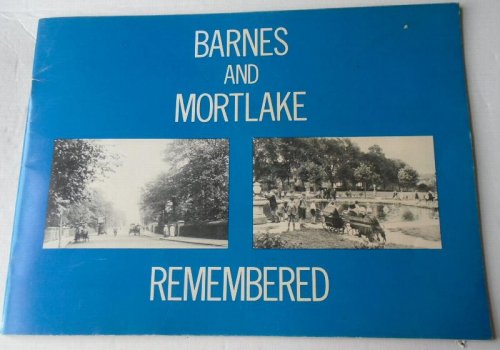 BARNES
AND
MORTLAKE
REMEMBERED